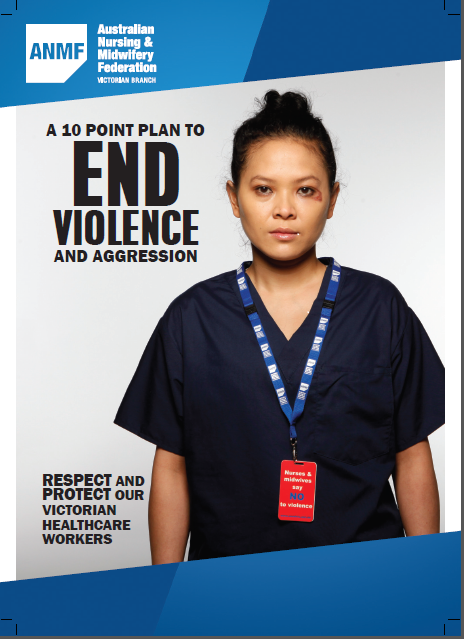 ANMF
Australian
Nursing &
Midwifery
Federation
VICTORIAN BRANCH
A 10 POINT PLAN TO
END
VIOLENCE
AND AGGRESSION
Nurses &
midwives
say
NO
to violence
RESPECT AND
PROTECT OUR
VICTORIAN
HEALTHCARE
WORKERS